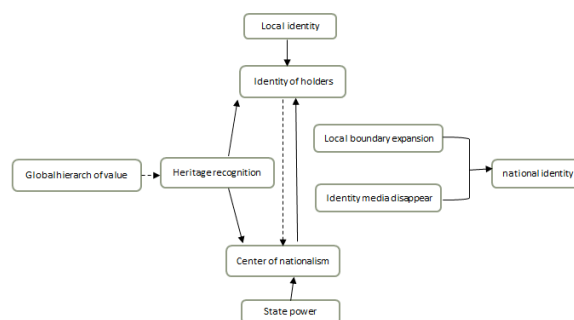 Local identity
Identity of holders
Local boundary expansion
Global hierarch of value
Heritage recognition
national identity
Identity media disappear
Center of nationalism
State power